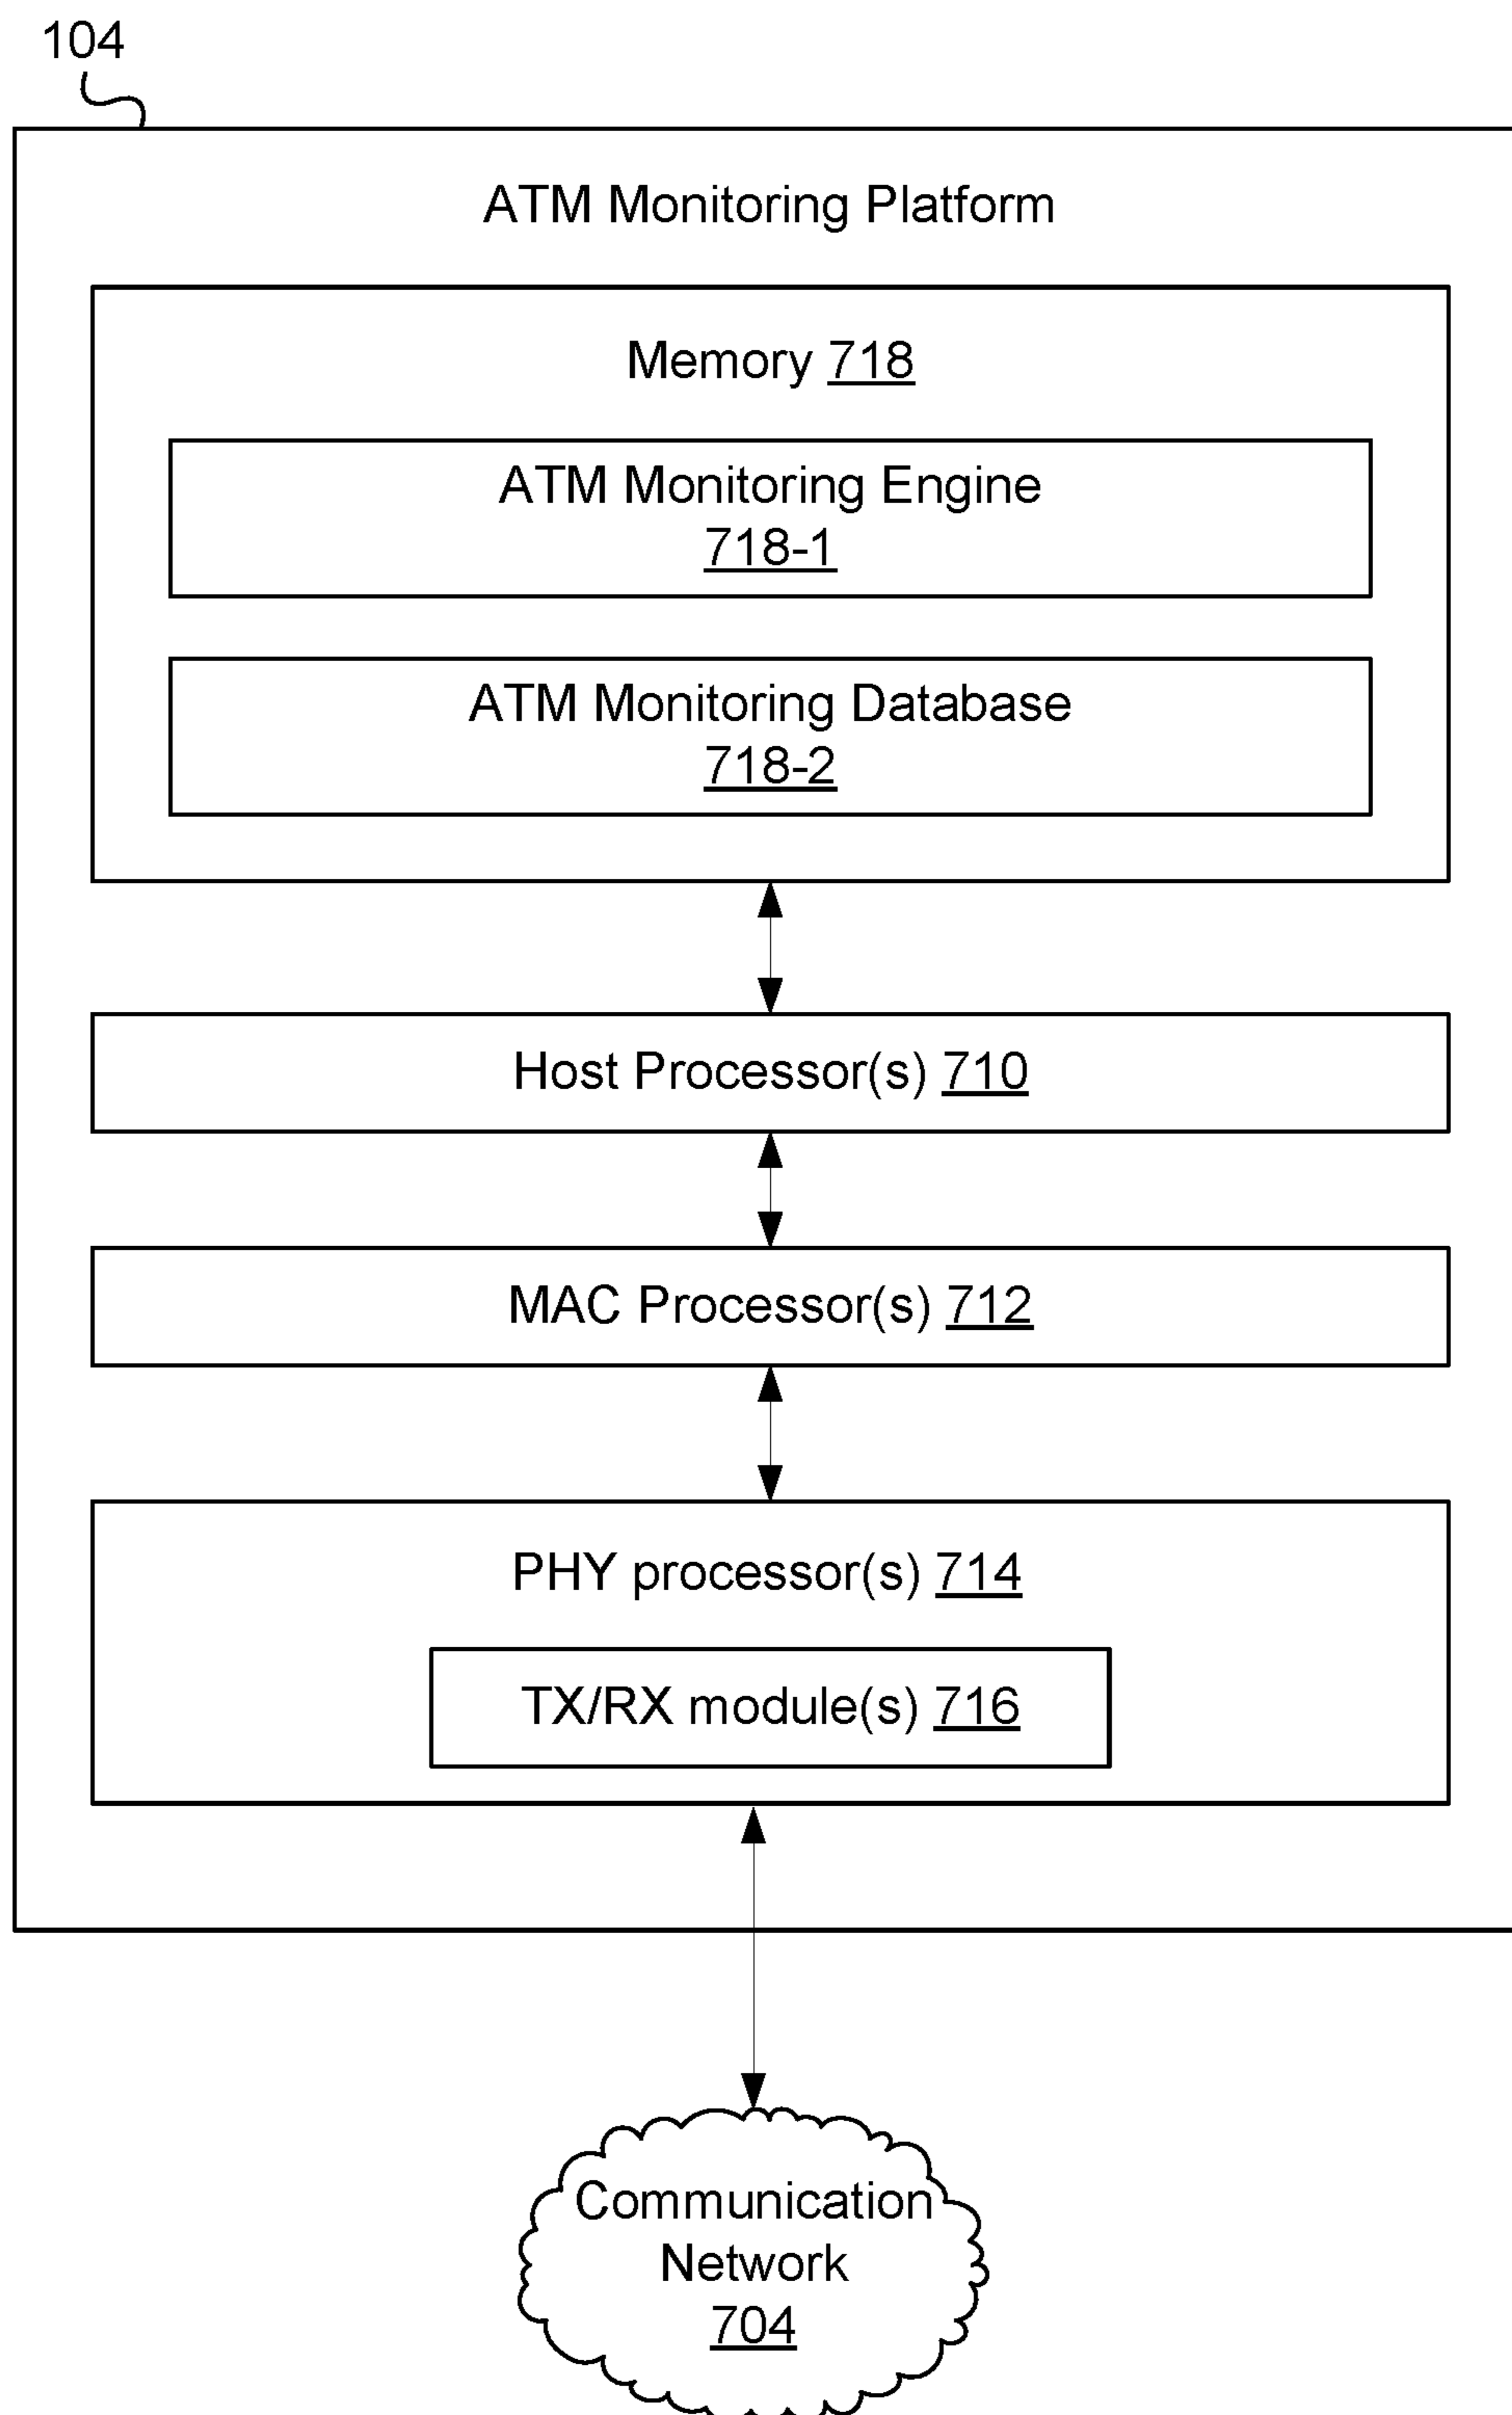 104
ATM Monitoring Platform
Memory 718
ATM Monitoring Engine
718-1
ATM Monitoring Database
718-2
Host Processor(s) 710
MAC Processor(s) 712
PHY processor(s) 714
TX/RX module(s) 716
Communication
Network
704